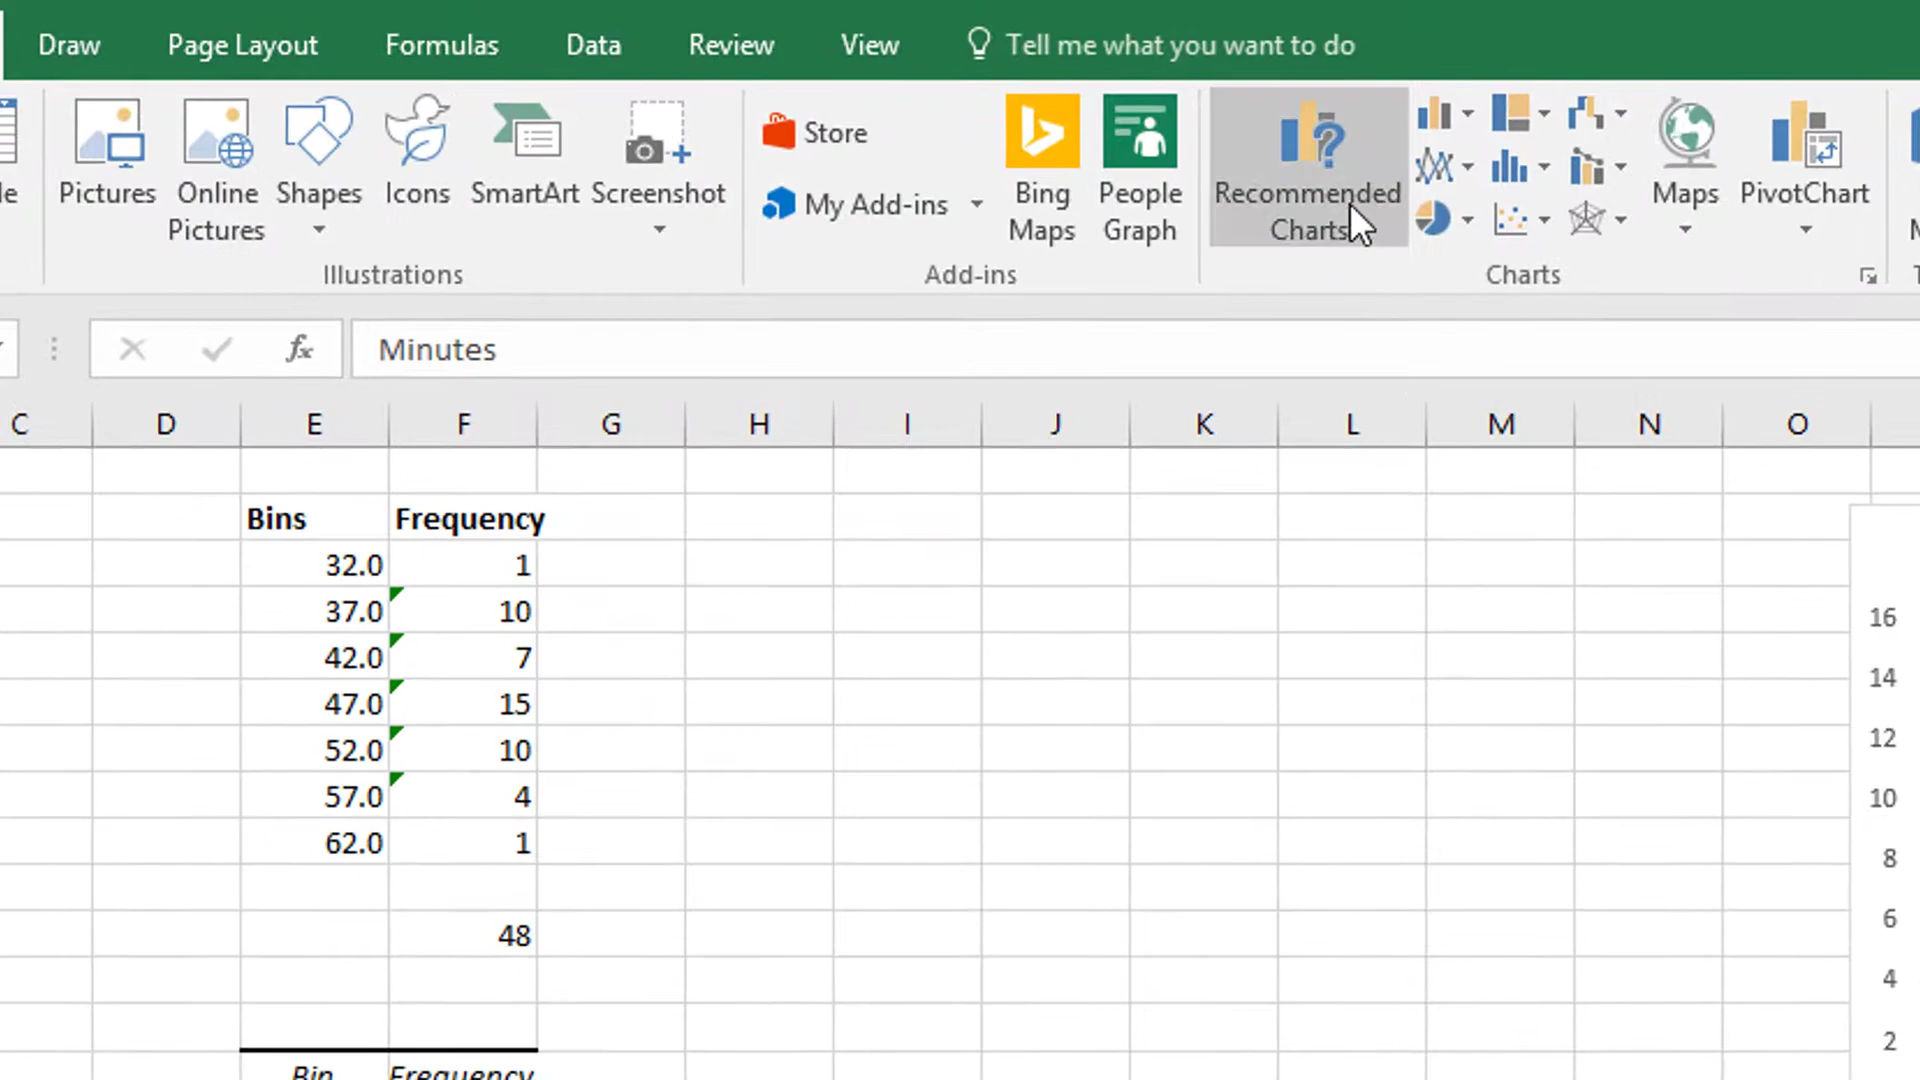 Draw Page Layout Formulas Data Review View Tell me what you want to do
Pictures Online Pictures Shapes Icons SmartArt Screenshot
Store
My Add-ins
Bing Maps People Graph
Recommended Charts
Maps PivotChart
Illustrations Add-ins Charts
fx Minutes
C D E F G H I J K L M N O
Bins Frequency
32.0 1
37.0 10
42.0 7
47.0 15
52.0 10
57.0 4
62.0 1
48
Bin Frequency
16
14
12
10
8
6
4
2